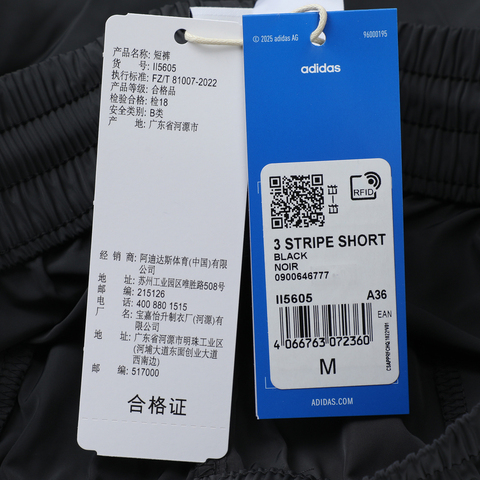 产品名称: 短裤
货 号: II5605
执行标准: FZ/T 81007-2022
产品等级: 合格品
检验合格: 检18
安全类别: B类
产 地: 广东省河源市
经 销 商: 阿迪达斯体育(中国)有限
公司
地 址: 苏州工业园区唯胜路508号
邮 编: 215126
电 话: 400 880 1515
厂 名: 宝嘉怡升制衣厂(河源)有
限公司
厂 址: 广东省河源市明珠工业区
(河埔大道东面创业大道
西南边)
邮 编: 517000
合格证
© 2025 adidas AG
96000195
adidas
RFID
3 STRIPE SHORT
BLACK
NOIR
0900646777
II5605
A36
EAN
4 066763 072360
M
ADIDAS.COM